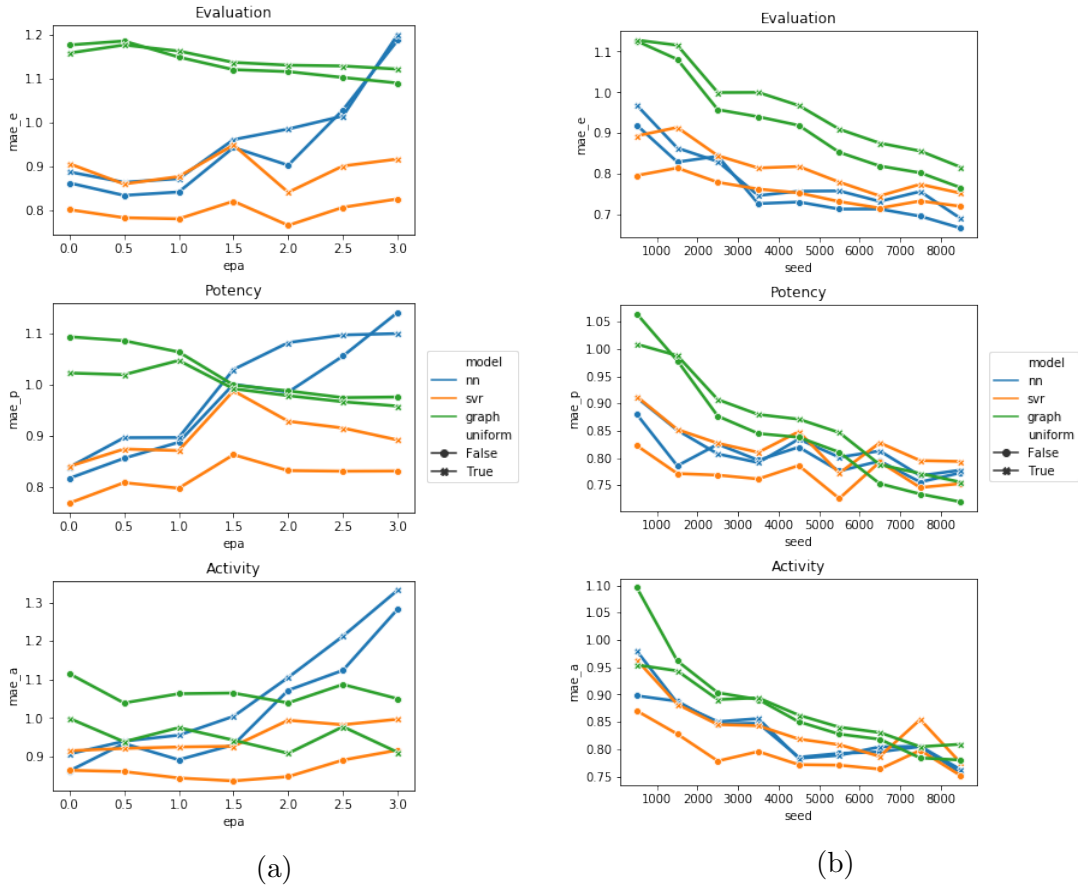 Evaluation
1.2
1.1
1.0
0.9
0.8
mae_e
0.0 0.5 1.0 1.5 2.0 2.5 3.0
epa
Potency
1.1
1.0
0.9
0.8
mae_p
0.0 0.5 1.0 1.5 2.0 2.5 3.0
epa
Activity
1.3
1.2
1.1
1.0
0.9
mae_a
0.0 0.5 1.0 1.5 2.0 2.5 3.0
epa
model
nn
svr
graph
uniform
False
True
(a)
Evaluation
1.1
1.0
0.9
0.8
0.7
mae_e
1000 2000 3000 4000 5000 6000 7000 8000
seed
Potency
1.05
1.00
0.95
0.90
0.85
0.80
0.75
mae_p
1000 2000 3000 4000 5000 6000 7000 8000
seed
Activity
1.10
1.05
1.00
0.95
0.90
0.85
0.80
0.75
mae_a
1000 2000 3000 4000 5000 6000 7000 8000
seed
model
nn
svr
graph
uniform
False
True
(b)